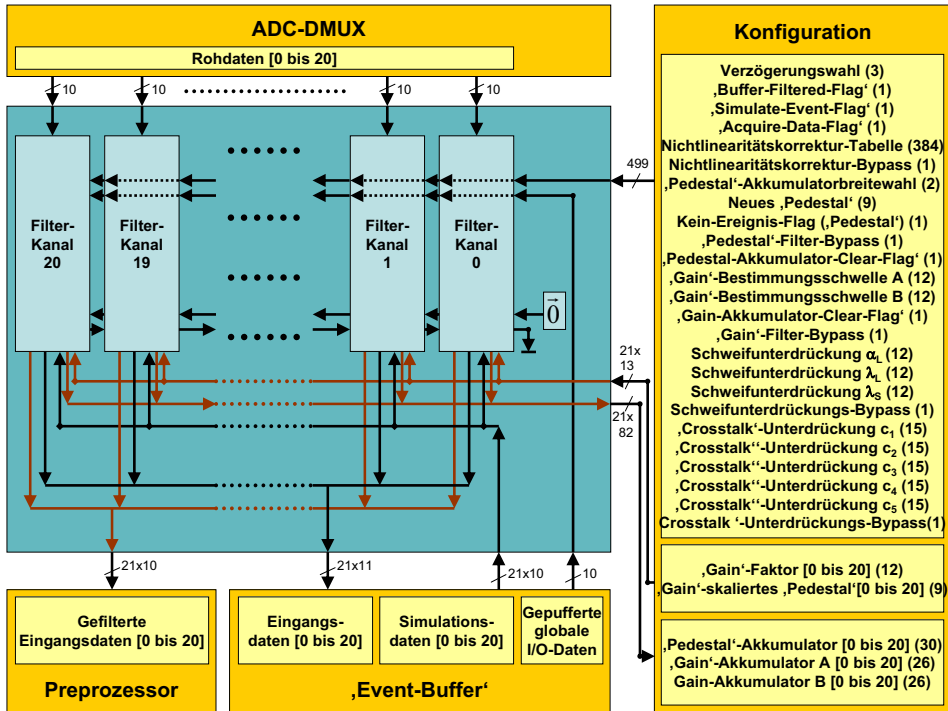 ADC-DMUX
Rohdaten [0 bis 20]
10
10
10
10
Filter-
Kanal
20
Filter-
Kanal
19
Filter-
Kanal
1
Filter-
Kanal
0
0
499
21x
13
21x
82
21x10
21x11
21x10
10
Gefilterte
Eingangsdaten [0 bis 20]
Preprozessor
Eingangs-
daten [0 bis 20]
Simulations-
daten [0 bis 20]
Gepufferte
globale
I/O-Daten
‚Event-Buffer‘
Konfiguration
Verzögerungswahl (3)
‚Buffer-Filtered-Flag‘ (1)
‚Simulate-Event-Flag‘ (1)
‚Acquire-Data-Flag‘ (1)
Nichtlinearitätskorrektur-Tabelle (384)
Nichtlinearitätskorrektur-Bypass (1)
‚Pedestal‘-Akkumulatorbreitewahl (2)
Neues ‚Pedestal‘ (9)
Kein-Ereignis-Flag (‚Pedestal‘) (1)
‚Pedestal‘-Filter-Bypass (1)
‚Pedestal-Akkumulator-Clear-Flag‘ (1)
‚Gain‘-Bestimmungsschwelle A (12)
‚Gain‘-Bestimmungsschwelle B (12)
‚Gain-Akkumulator-Clear-Flag‘ (1)
‚Gain‘-Filter-Bypass (1)
Schweifunterdrückung α_L (12)
Schweifunterdrückung λ_L (12)
Schweifunterdrückung λ_S (12)
Schweifunterdrückungs-Bypass (1)
‚Crosstalk‘-Unterdrückung c₁ (15)
‚Crosstalk‘‘-Unterdrückung c₂ (15)
‚Crosstalk‘‘-Unterdrückung c₃ (15)
‚Crosstalk‘‘-Unterdrückung c₄ (15)
‚Crosstalk‘‘-Unterdrückung c₅ (15)
Crosstalk ‘-Unterdrückungs-Bypass(1)
‚Gain‘-Faktor [0 bis 20] (12)
‚Gain‘-skaliertes ‚Pedestal‘[0 bis 20] (9)
‚Pedestal‘-Akkumulator [0 bis 20] (30)
‚Gain‘-Akkumulator A [0 bis 20] (26)
Gain-Akkumulator B [0 bis 20] (26)